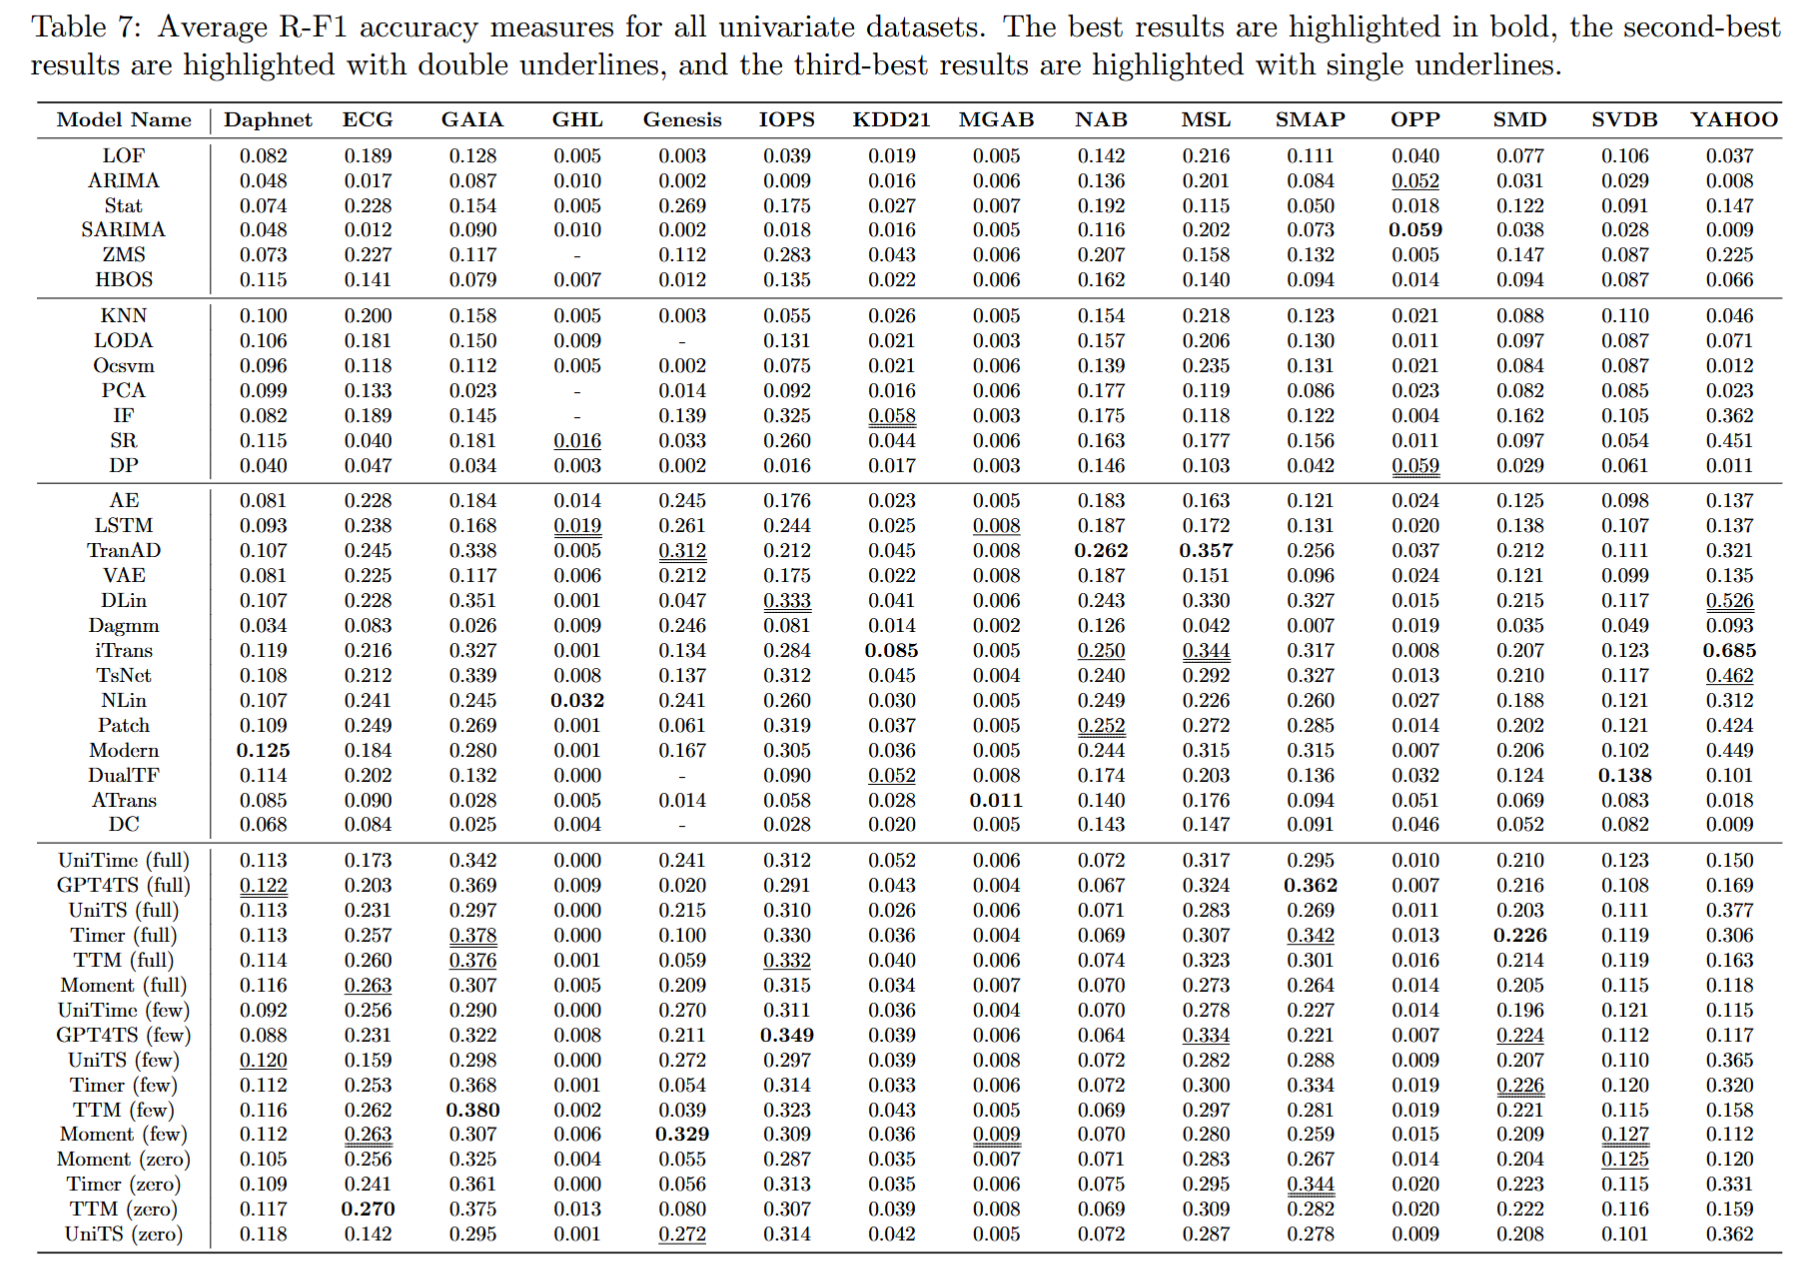 Table 7: Average R-F1 accuracy measures for all univariate datasets. The best results are highlighted in bold, the second-best
results are highlighted with double underlines, and the third-best results are highlighted with single underlines.
Model Name Daphnet ECG GAIA GHL Genesis IOPS KDD21 MGAB NAB MSL SMAP OPP SMD SVDB YAHOO
LOF 0.082 0.189 0.128 0.005 0.003 0.039 0.019 0.005 0.142 0.216 0.111 0.040 0.077 0.106 0.037
ARIMA 0.048 0.017 0.087 0.010 0.002 0.009 0.016 0.006 0.136 0.201 0.084 0.052 0.031 0.029 0.008
Stat 0.074 0.228 0.154 0.005 0.269 0.175 0.027 0.007 0.192 0.115 0.050 0.018 0.122 0.091 0.147
SARIMA 0.048 0.012 0.090 0.010 0.002 0.018 0.016 0.005 0.116 0.202 0.073 0.059 0.038 0.028 0.009
ZMS 0.073 0.227 0.117 - 0.112 0.283 0.043 0.006 0.207 0.158 0.132 0.005 0.147 0.087 0.225
HBOS 0.115 0.141 0.079 0.007 0.012 0.135 0.022 0.006 0.162 0.140 0.094 0.014 0.094 0.087 0.066
KNN 0.100 0.200 0.158 0.005 0.003 0.055 0.026 0.005 0.154 0.218 0.123 0.021 0.088 0.110 0.046
LODA 0.106 0.181 0.150 0.009 - 0.131 0.021 0.003 0.157 0.206 0.130 0.011 0.097 0.087 0.071
Ocsvm 0.096 0.118 0.112 0.005 0.002 0.075 0.021 0.006 0.139 0.235 0.131 0.021 0.084 0.087 0.012
PCA 0.099 0.133 0.023 - 0.014 0.092 0.016 0.006 0.177 0.119 0.086 0.023 0.082 0.085 0.023
IF 0.082 0.189 0.145 - 0.139 0.325 0.058 0.003 0.175 0.118 0.122 0.004 0.162 0.105 0.362
SR 0.115 0.040 0.181 0.016 0.033 0.260 0.044 0.006 0.163 0.177 0.156 0.011 0.097 0.054 0.451
DP 0.040 0.047 0.034 0.003 0.002 0.016 0.017 0.003 0.146 0.103 0.042 0.059 0.029 0.061 0.011
AE 0.081 0.228 0.184 0.014 0.245 0.176 0.023 0.005 0.183 0.163 0.121 0.024 0.125 0.098 0.137
LSTM 0.093 0.238 0.168 0.019 0.261 0.244 0.025 0.008 0.187 0.172 0.131 0.020 0.138 0.107 0.137
TranAD 0.107 0.245 0.338 0.005 0.312 0.212 0.045 0.008 0.262 0.357 0.256 0.037 0.212 0.111 0.321
VAE 0.081 0.225 0.117 0.006 0.212 0.175 0.022 0.008 0.187 0.151 0.096 0.024 0.121 0.099 0.135
DLin 0.107 0.228 0.351 0.001 0.047 0.333 0.041 0.006 0.243 0.330 0.327 0.015 0.215 0.117 0.526
Dagmm 0.034 0.083 0.026 0.009 0.246 0.081 0.014 0.002 0.126 0.042 0.007 0.019 0.035 0.049 0.093
iTrans 0.119 0.216 0.327 0.001 0.134 0.284 0.085 0.005 0.250 0.344 0.317 0.008 0.207 0.123 0.685
TsNet 0.108 0.212 0.339 0.008 0.137 0.312 0.045 0.004 0.240 0.292 0.327 0.013 0.210 0.117 0.462
NLin 0.107 0.241 0.245 0.032 0.241 0.260 0.030 0.005 0.249 0.226 0.260 0.027 0.188 0.121 0.312
Patch 0.109 0.249 0.269 0.001 0.061 0.319 0.037 0.005 0.252 0.272 0.285 0.014 0.202 0.121 0.424
Modern 0.125 0.184 0.280 0.001 0.167 0.305 0.036 0.005 0.244 0.315 0.315 0.007 0.206 0.102 0.449
DualTF 0.114 0.202 0.132 0.000 - 0.090 0.052 0.008 0.174 0.203 0.136 0.032 0.124 0.138 0.101
ATrans 0.085 0.090 0.028 0.005 0.014 0.058 0.028 0.011 0.140 0.176 0.094 0.051 0.069 0.083 0.018
DC 0.068 0.084 0.025 0.004 - 0.028 0.020 0.005 0.143 0.147 0.091 0.046 0.052 0.082 0.009
UniTime (full) 0.113 0.173 0.342 0.000 0.241 0.312 0.052 0.006 0.072 0.317 0.295 0.010 0.210 0.123 0.150
GPT4TS (full) 0.122 0.203 0.369 0.009 0.020 0.291 0.043 0.004 0.067 0.324 0.362 0.007 0.216 0.108 0.169
UniTS (full) 0.113 0.231 0.297 0.000 0.215 0.310 0.026 0.006 0.071 0.283 0.269 0.011 0.203 0.111 0.377
Timer (full) 0.113 0.257 0.378 0.000 0.100 0.330 0.036 0.004 0.069 0.307 0.342 0.013 0.226 0.119 0.306
TTM (full) 0.114 0.260 0.376 0.001 0.059 0.332 0.040 0.006 0.074 0.323 0.301 0.016 0.214 0.119 0.163
Moment (full) 0.116 0.263 0.307 0.005 0.209 0.315 0.034 0.007 0.070 0.273 0.264 0.014 0.205 0.115 0.118
UniTime (few) 0.092 0.256 0.290 0.000 0.270 0.311 0.036 0.004 0.070 0.278 0.227 0.014 0.196 0.121 0.115
GPT4TS (few) 0.088 0.231 0.322 0.008 0.211 0.349 0.039 0.006 0.064 0.334 0.221 0.007 0.224 0.112 0.117
UniTS (few) 0.120 0.159 0.298 0.000 0.272 0.297 0.039 0.008 0.072 0.282 0.288 0.009 0.207 0.110 0.365
Timer (few) 0.112 0.253 0.368 0.001 0.054 0.314 0.033 0.006 0.072 0.300 0.334 0.019 0.226 0.120 0.320
TTM (few) 0.116 0.262 0.380 0.002 0.039 0.323 0.043 0.005 0.069 0.297 0.281 0.019 0.221 0.115 0.158
Moment (few) 0.112 0.263 0.307 0.006 0.329 0.309 0.036 0.009 0.070 0.280 0.259 0.015 0.209 0.127 0.112
Moment (zero) 0.105 0.256 0.325 0.004 0.055 0.287 0.035 0.007 0.071 0.283 0.267 0.014 0.204 0.125 0.120
Timer (zero) 0.109 0.241 0.361 0.000 0.056 0.313 0.035 0.006 0.075 0.295 0.344 0.020 0.223 0.115 0.331
TTM (zero) 0.117 0.270 0.375 0.013 0.080 0.307 0.039 0.008 0.069 0.309 0.282 0.020 0.222 0.116 0.159
UniTS (zero) 0.118 0.142 0.295 0.001 0.272 0.314 0.042 0.005 0.072 0.287 0.278 0.009 0.208 0.101 0.362